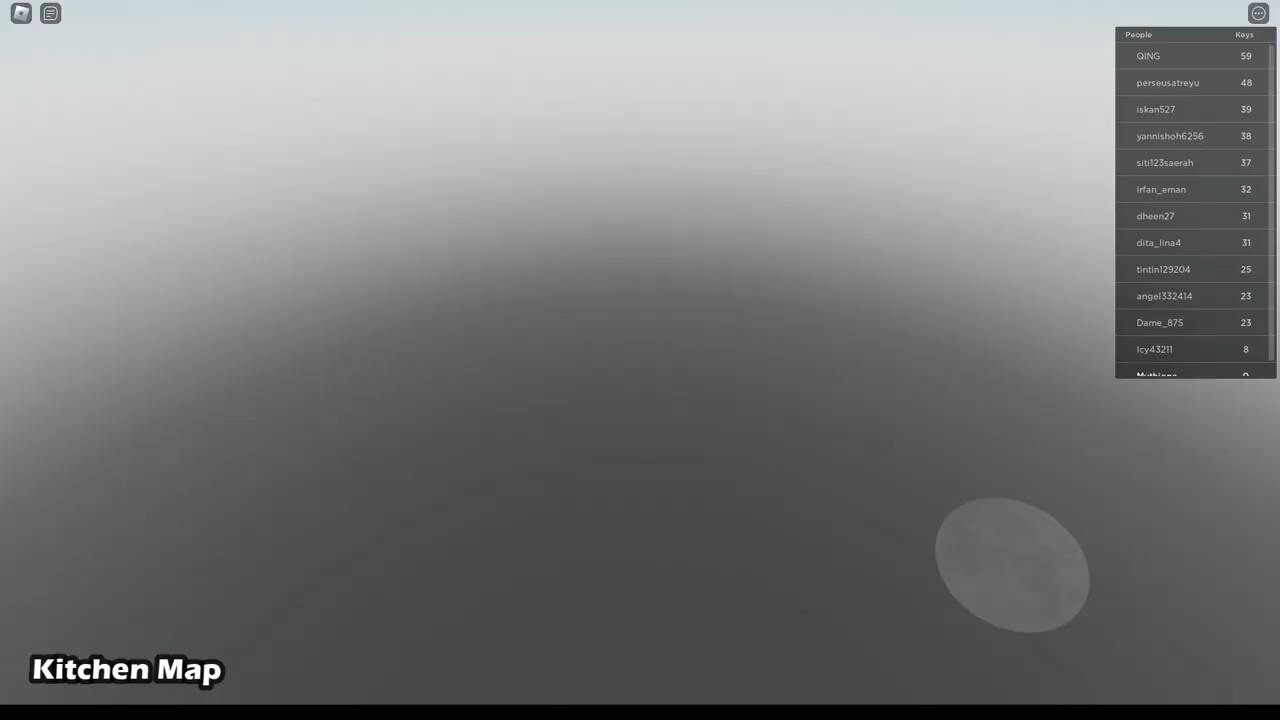 People Keys
QING 59
perseusatreyu 48
iskan527 39
yannishoh6256 38
siti123saerah 37
Irfan_eman 32
dheen27 31
dita_lina4 31
tintin129204 25
angel332414 23
Dame_875 23
Icy43211 8
Kitchen Map